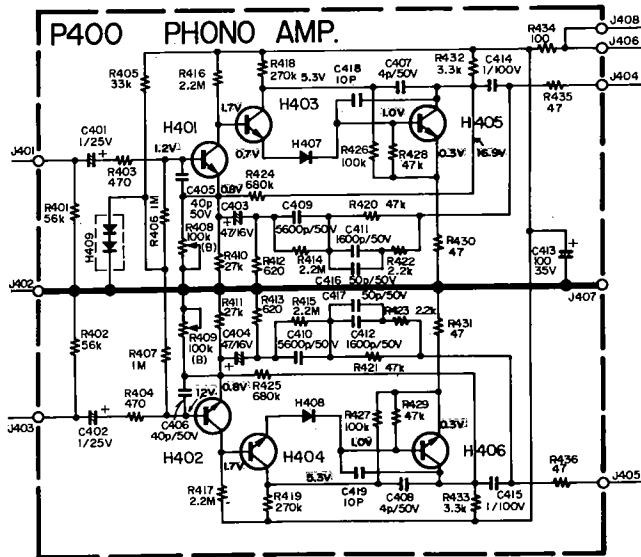 P400 PHONO AMP.
R434
100
J408
J406
J404
R405
33k
R416
2.2M
R418
270k
5.3V
C418
10P
C407
4p/50V
R432
3.3k
C414
1/100V
R435
47
H403
1.7V
1.0V
H401
H407
H405
0.7V
R426
100k
R428
47k
0.3V
16.9V
J401
C401
1/25V
1.2V
R403
470
R424
680k
0.8V
C405
40p
50V
C403
47/16V
C409
5600p/50V
R420
47k
R401
56k
H409
R406 1M
R408
100k
(B)
C411
1600p/50V
R430
47
C413
100
35V
R410
27k
R412
620
R414
2.2M
R422
2.2k
C416 50p/50V
J402
J407
R411
27k
R413
620
R415
2.2M
C417
50p/50V
R423 2.2k
R431
47
R402
56k
R409
100k
(B)
C404
47/16V
C410
5600p/50V
C412
1600p/50V
R407
1M
R421 47k
R404
470
1.2V
0.8V
R425
680k
J403
C402
1/25V
C406
40p/50V
H408
R427
100k
R429
47k
0.3V
1.0V
H402
1.7V
H404
H406
R436
47
J405
5.3V
R417
2.2M
R419
270k
C419
10P
C408
4p/50V
R433
3.3k
C415
1/100V